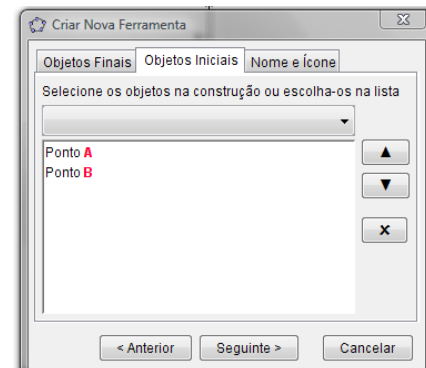 Criar Nova Ferramenta
Objetos Finais Objetos Iniciais Nome e Ícone
Selecione os objetos na construção ou escolha-os na lista
Ponto A
Ponto B
< Anterior Seguinte > Cancelar